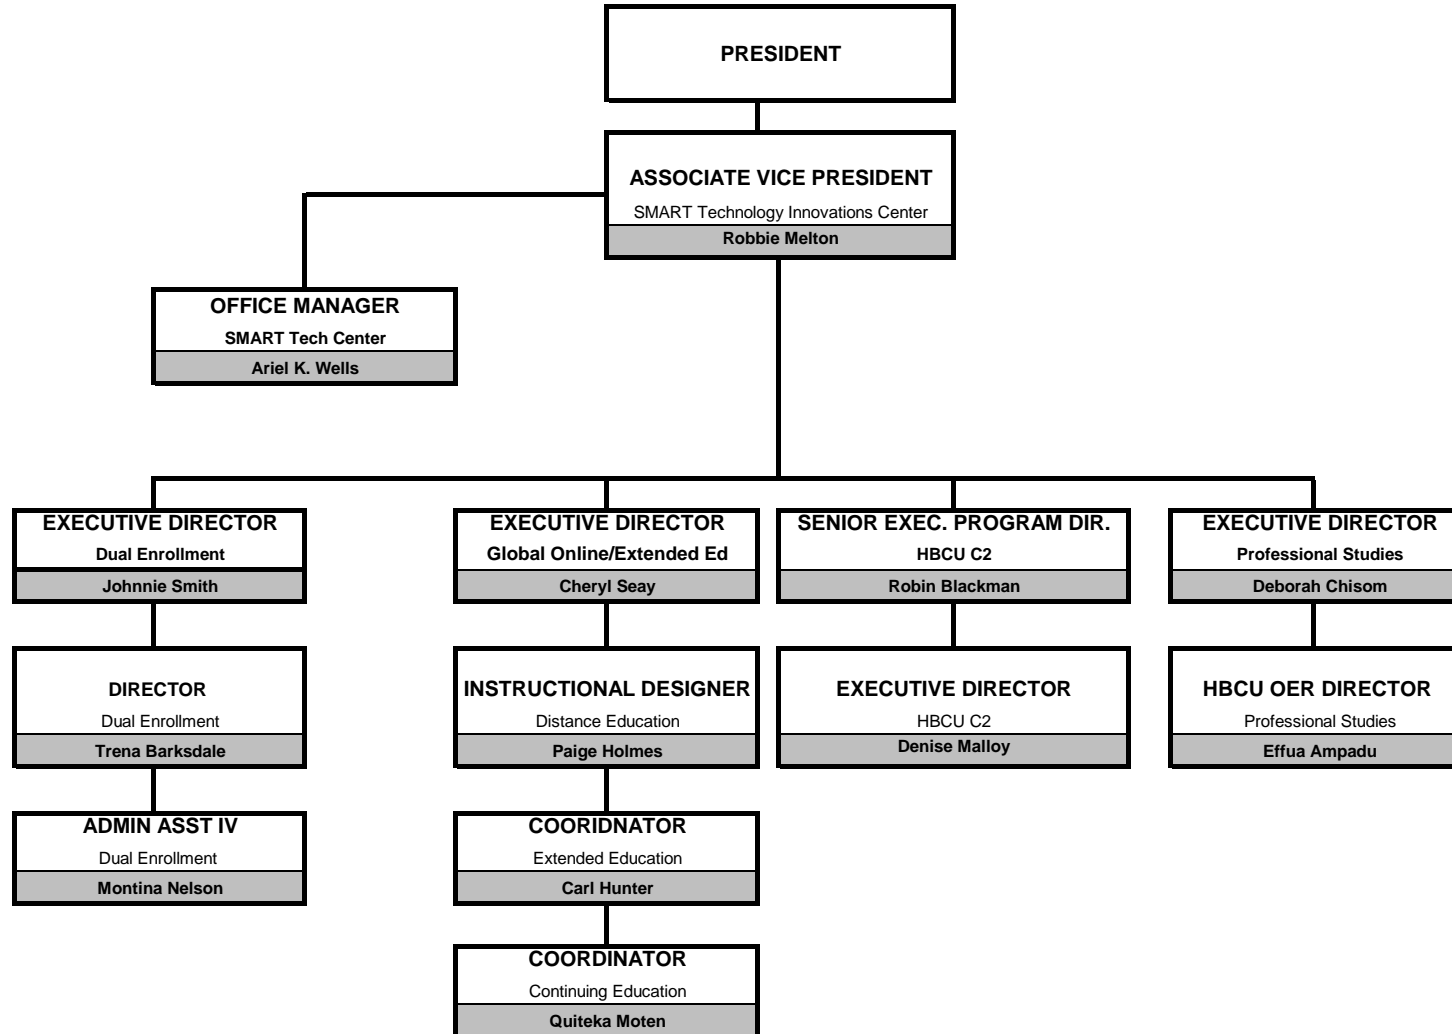 PRESIDENT
ASSOCIATE VICE PRESIDENT
SMART Technology Innovations Center
Robbie Melton
OFFICE MANAGER
SMART Tech Center
Ariel K. Wells
EXECUTIVE DIRECTOR
Dual Enrollment
Johnnie Smith
DIRECTOR
Dual Enrollment
Trena Barksdale
ADMIN ASST IV
Dual Enrollment
Montina Nelson
EXECUTIVE DIRECTOR
Global Online/Extended Ed
Cheryl Seay
INSTRUCTIONAL DESIGNER
Distance Education
Paige Holmes
COORIDNATOR
Extended Education
Carl Hunter
COORDINATOR
Continuing Education
Quiteka Moten
SENIOR EXEC. PROGRAM DIR.
HBCU C2
Robin Blackman
EXECUTIVE DIRECTOR
HBCU C2
Denise Malloy
EXECUTIVE DIRECTOR
Professional Studies
Deborah Chisom
HBCU OER DIRECTOR
Professional Studies
Effua Ampadu